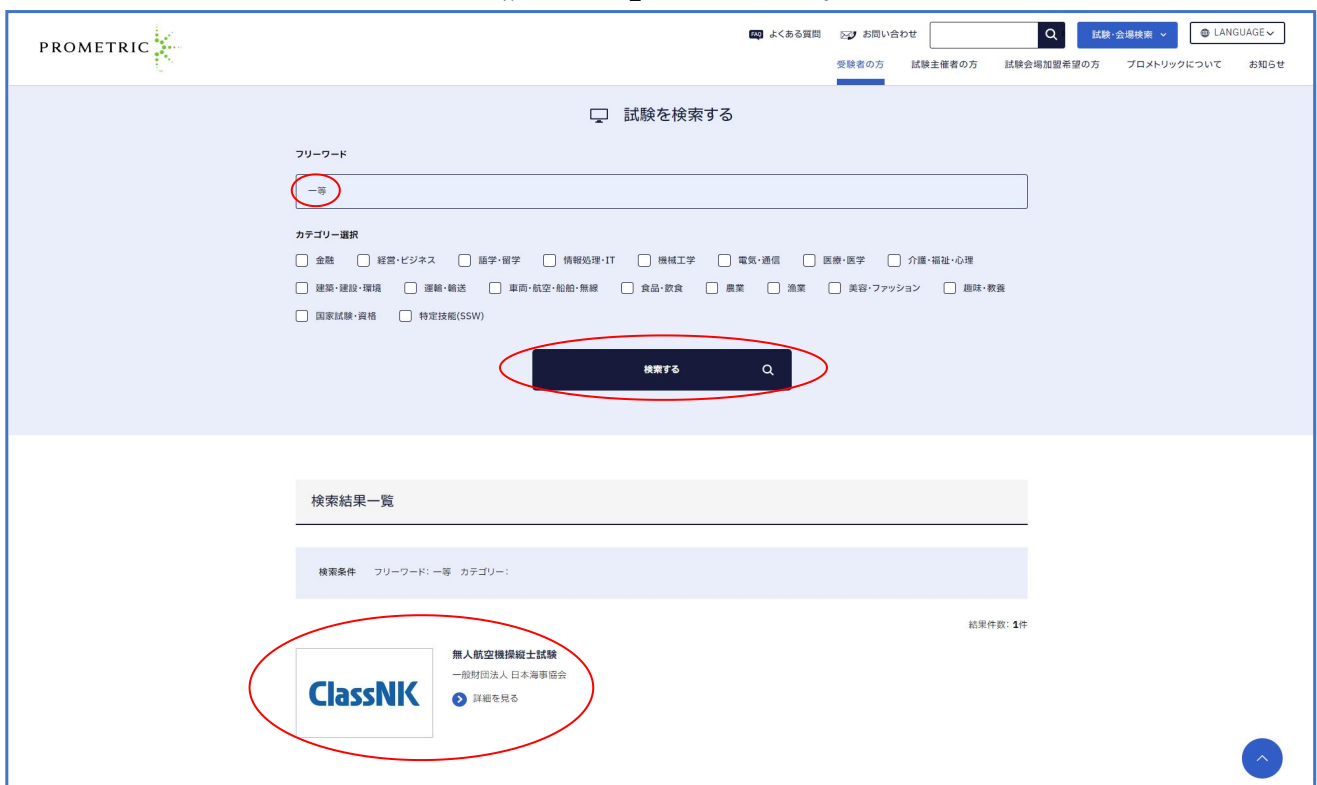 PROMETRIC
FAQ よくある質問 お問い合わせ 試験・会場検索 LANGUAGE
受験者の方 試験主催者の方 試験会場加盟希望の方 プロメトリックについて お知らせ
試験を検索する
フリーワード
一等
カテゴリー選択
金融 経営・ビジネス 語学・留学 情報処理・IT 機械工学 電気・通信 医療・医学 介護・福祉・心理
建築・建設・環境 運輸・輸送 車両・航空・船舶・無線 食品・飲食 農業 漁業 美容・ファッション 趣味・教養
国家試験・資格 特定技能(SSW)
検索する
検索結果一覧
検索条件 フリーワード: 一等 カテゴリー:
結果件数: 1件
ClassNK
無人航空機操縦士試験
一般財団法人 日本海事協会
詳細を見る